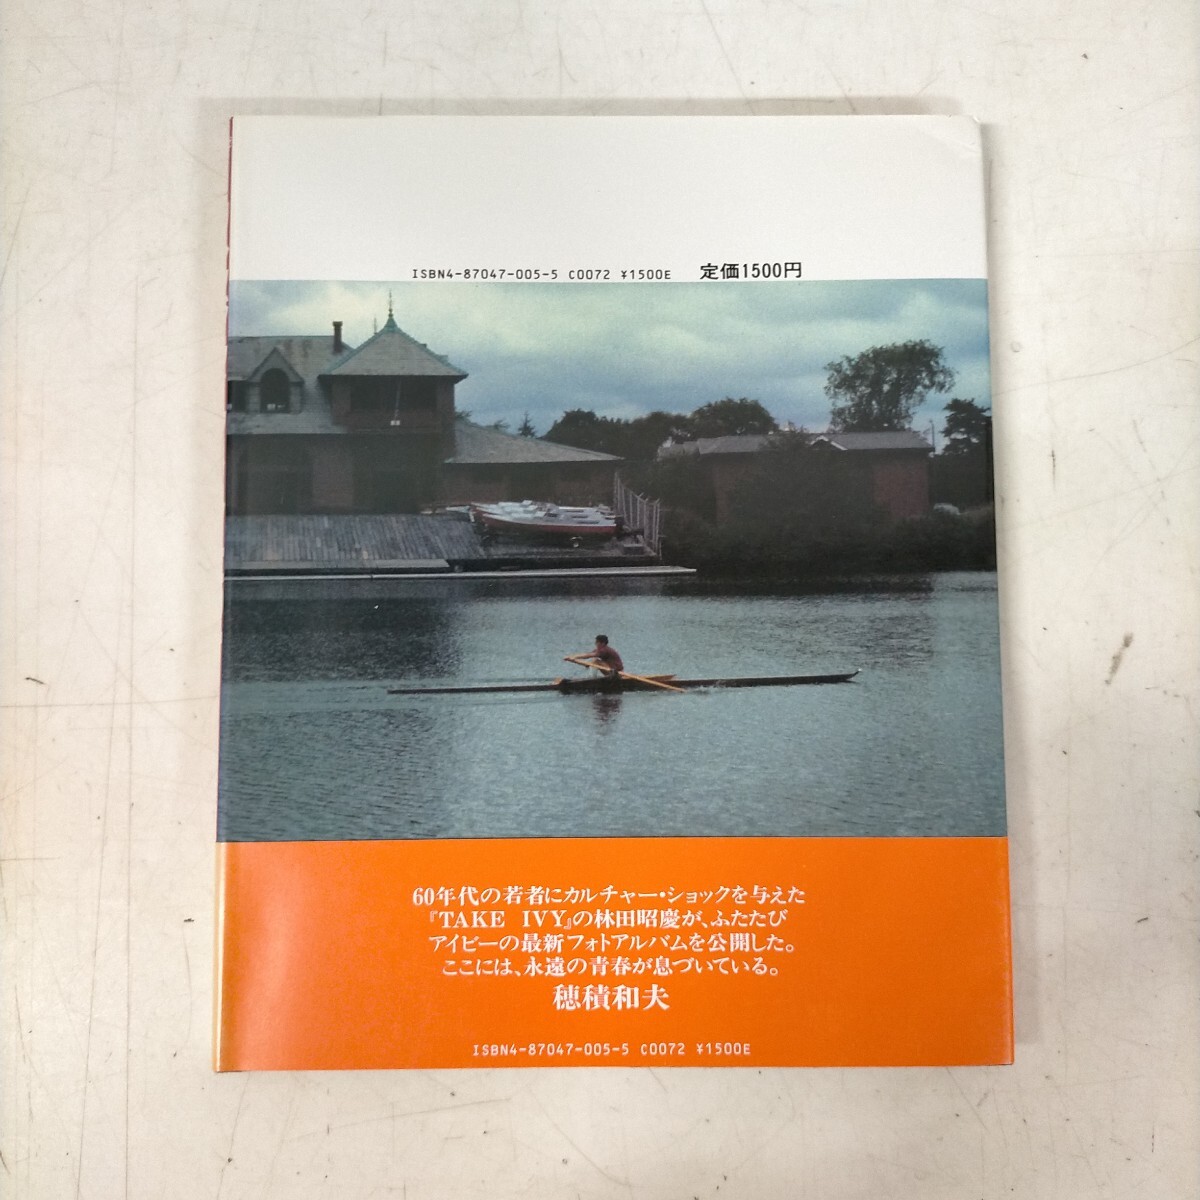 ISBN4-87047-005-5 C0072 ¥1500E 定価1500円
60年代の若者にカルチャー・ショックを与えた
『TAKE IVY』の林田昭慶が、ふたたび
アイビーの最新フォトアルバムを公開した。
ここには、永遠の青春が息づいている。
穂積和夫
ISBN4-87047-005-5 C0072 ¥1500E